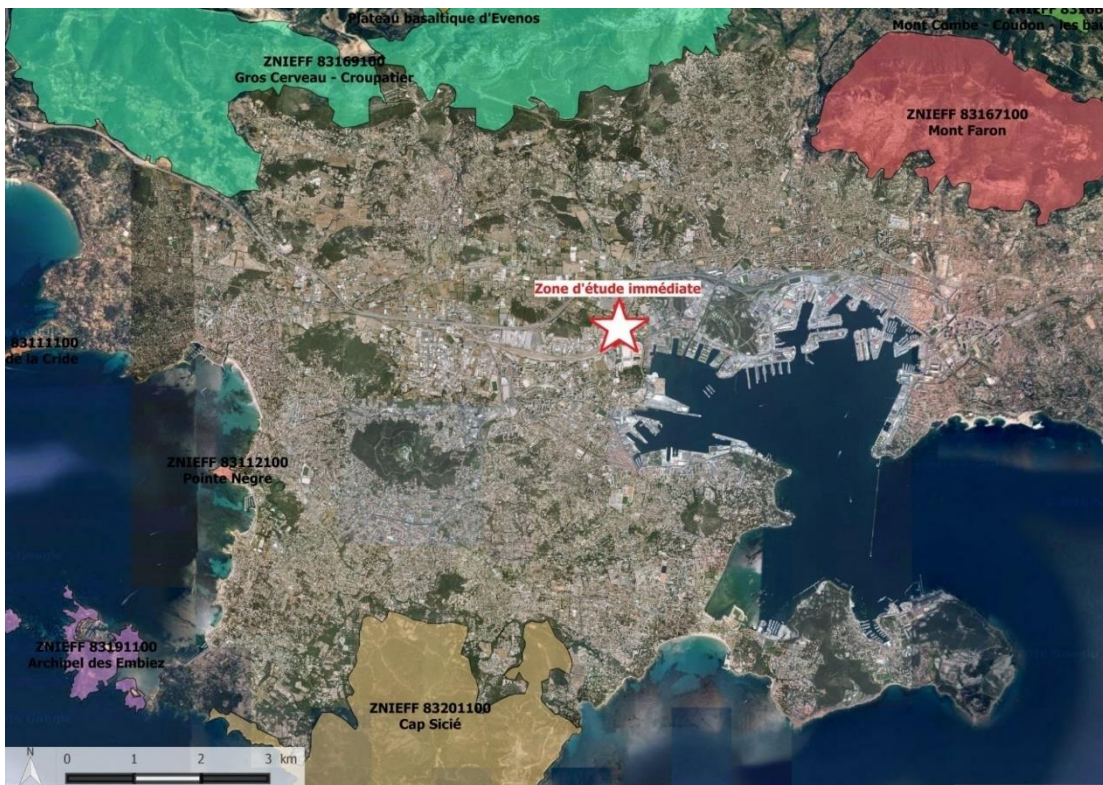 Plateau basaltique d'Evenos
Mont Combe - Coudon - les bau
ZNIEFF 83169100
Gros Cerveau - Croupatier
ZNIEFF 83167100
Mont Faron
Zone d'étude immédiate
83111100
de la Cride
ZNIEFF 83112100
Pointe Nègre
ZNIEFF 83191100
Archipel des Embiez
ZNIEFF 83201100
Cap Sicié
N
0 1 2 3 km